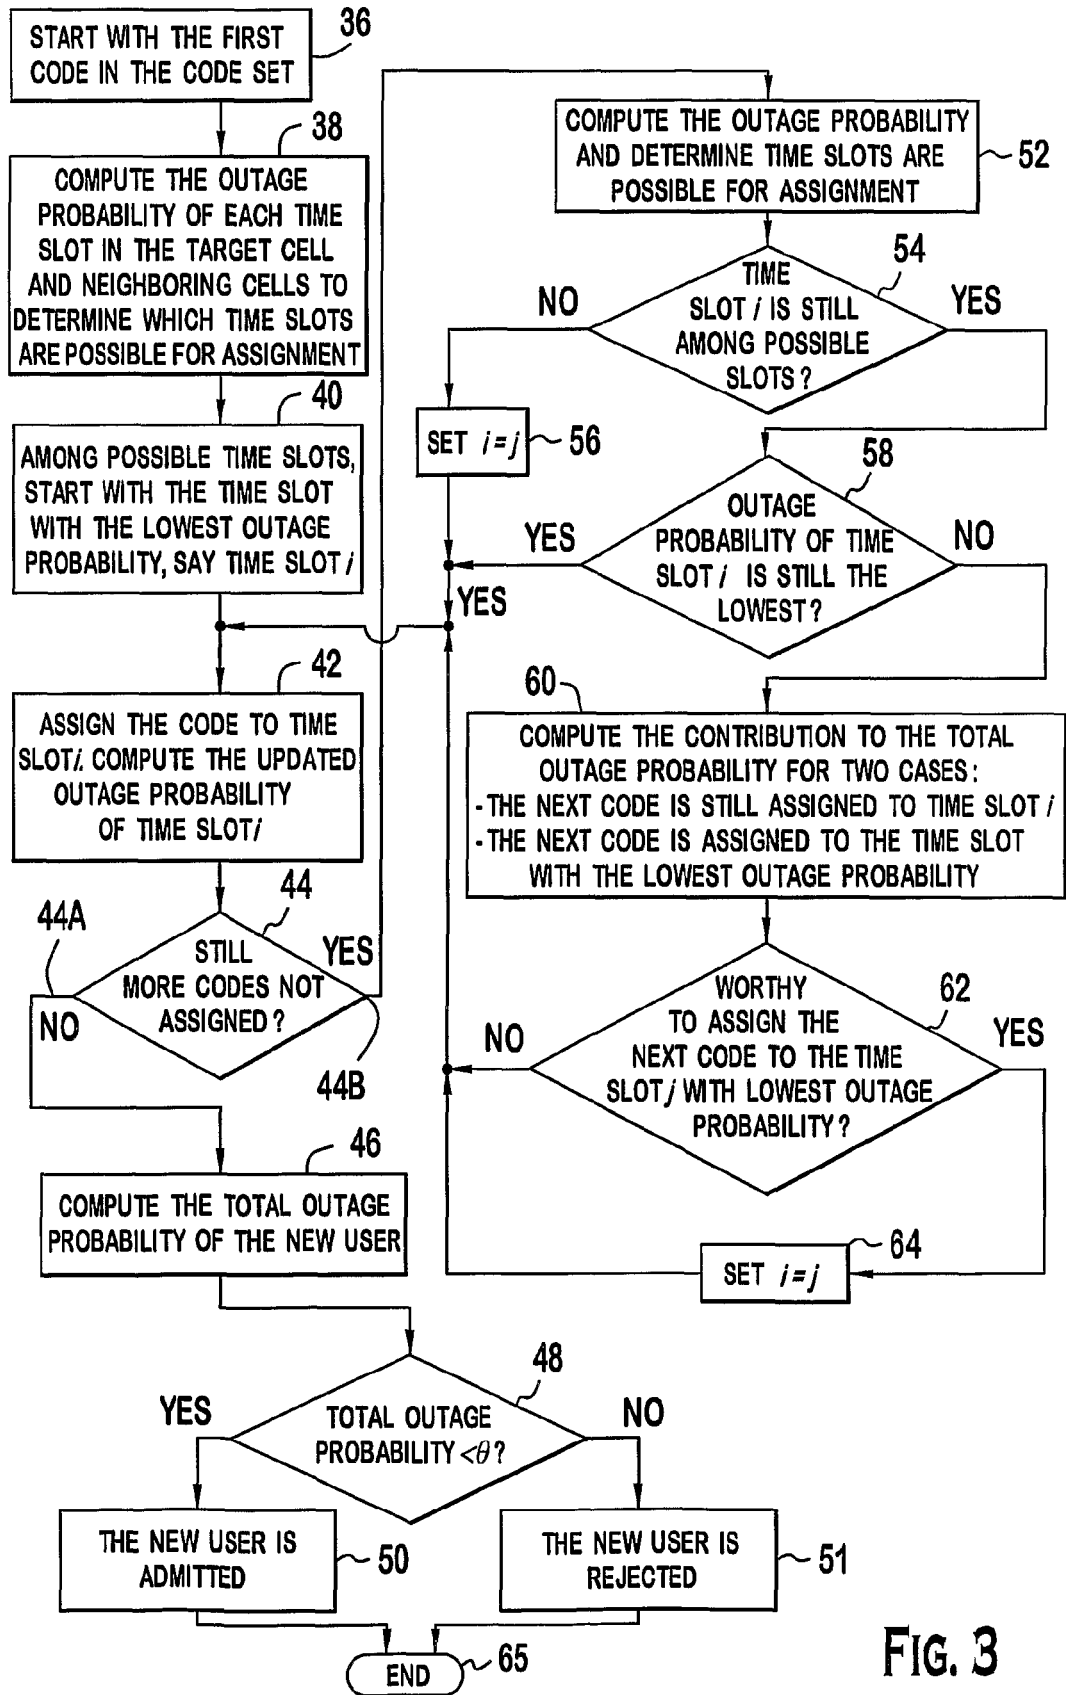 START WITH THE FIRST
CODE IN THE CODE SET
36
38
COMPUTE THE OUTAGE
PROBABILITY OF EACH TIME
SLOT IN THE TARGET CELL
AND NEIGHBORING CELLS TO
DETERMINE WHICH TIME SLOTS
ARE POSSIBLE FOR ASSIGNMENT
40
AMONG POSSIBLE TIME SLOTS,
START WITH THE TIME SLOT
WITH THE LOWEST OUTAGE
PROBABILITY, SAY TIME SLOT i
42
ASSIGN THE CODE TO TIME
SLOT i. COMPUTE THE UPDATED
OUTAGE PROBABILITY
OF TIME SLOT i
44A
44
YES
STILL
MORE CODES NOT
ASSIGNED?
NO
44B
46
COMPUTE THE TOTAL OUTAGE
PROBABILITY OF THE NEW USER
48
YES
NO
TOTAL OUTAGE
PROBABILITY <θ?
THE NEW USER IS
ADMITTED
50
THE NEW USER IS
REJECTED
51
END
65
COMPUTE THE OUTAGE PROBABILITY
AND DETERMINE TIME SLOTS ARE
POSSIBLE FOR ASSIGNMENT
52
54
NO
YES
TIME
SLOT i IS STILL
AMONG POSSIBLE
SLOTS?
SET i=j
56
58
YES
NO
OUTAGE
PROBABILITY OF TIME
SLOT i IS STILL THE
LOWEST?
YES
60
COMPUTE THE CONTRIBUTION TO THE TOTAL
OUTAGE PROBABILITY FOR TWO CASES:
-THE NEXT CODE IS STILL ASSIGNED TO TIME SLOT i
-THE NEXT CODE IS ASSIGNED TO THE TIME SLOT
WITH THE LOWEST OUTAGE PROBABILITY
62
NO
YES
WORTHY
TO ASSIGN THE
NEXT CODE TO THE TIME
SLOT j WITH LOWEST OUTAGE
PROBABILITY?
64
SET i=j
FIG. 3